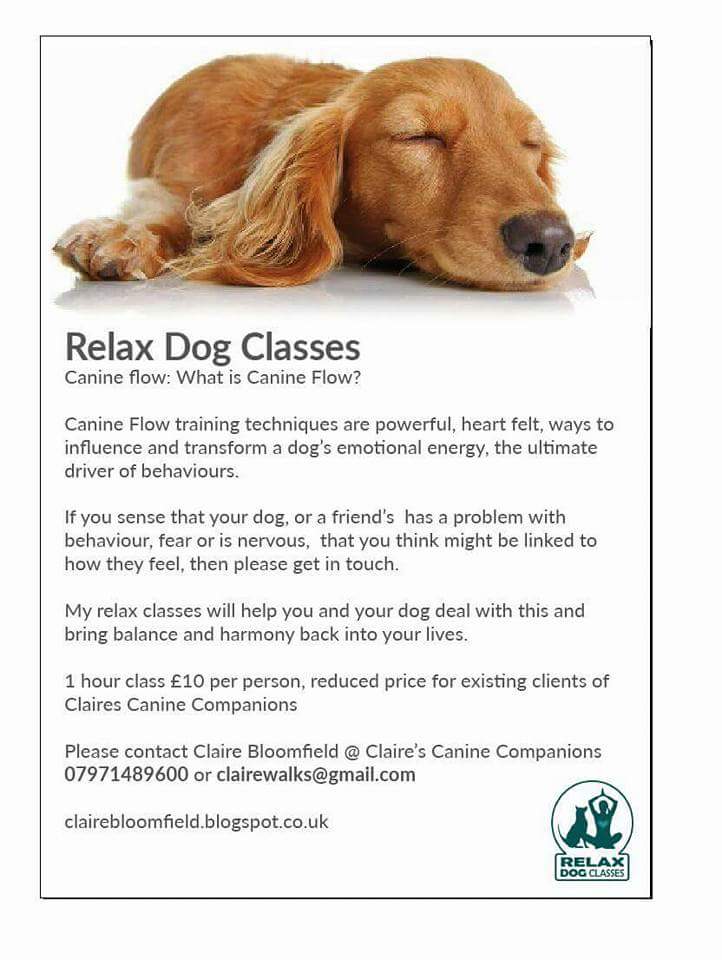 Relax Dog Classes
Canine flow: What is Canine Flow?
Canine Flow training techniques are powerful, heart felt, ways to
influence and transform a dog's emotional energy, the ultimate
driver of behaviours.
If you sense that your dog, or a friend's  has a problem with
behaviour, fear or is nervous,  that you think might be linked to
how they feel, then please get in touch.
My relax classes will help you and your dog deal with this and
bring balance and harmony back into your lives.
1 hour class £10 per person, reduced price for existing clients of
Claires Canine Companions
Please contact Claire Bloomfield @ Claire's Canine Companions
07971489600 or clairewalks@gmail.com
clairebloomfield.blogspot.co.uk
RELAX
DOG CLASSES